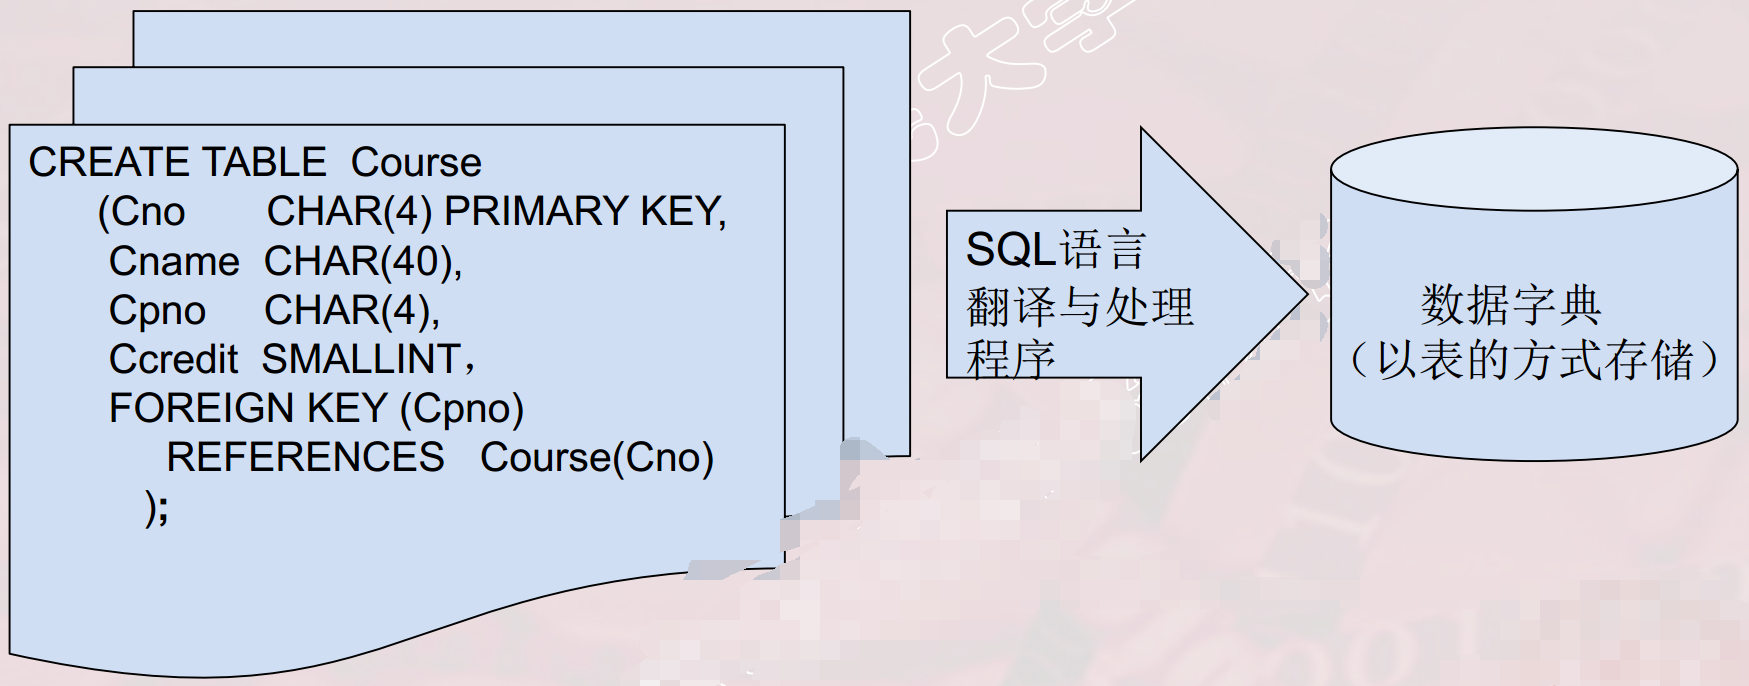 CREATE TABLE Course
(Cno CHAR(4) PRIMARY KEY,
Cname CHAR(40),
Cpno CHAR(4),
Ccredit SMALLINT，
FOREIGN KEY (Cpno)
REFERENCES Course(Cno)
);
SQL语言
翻译与处理
程序
数据字典
（以表的方式存储）
大学